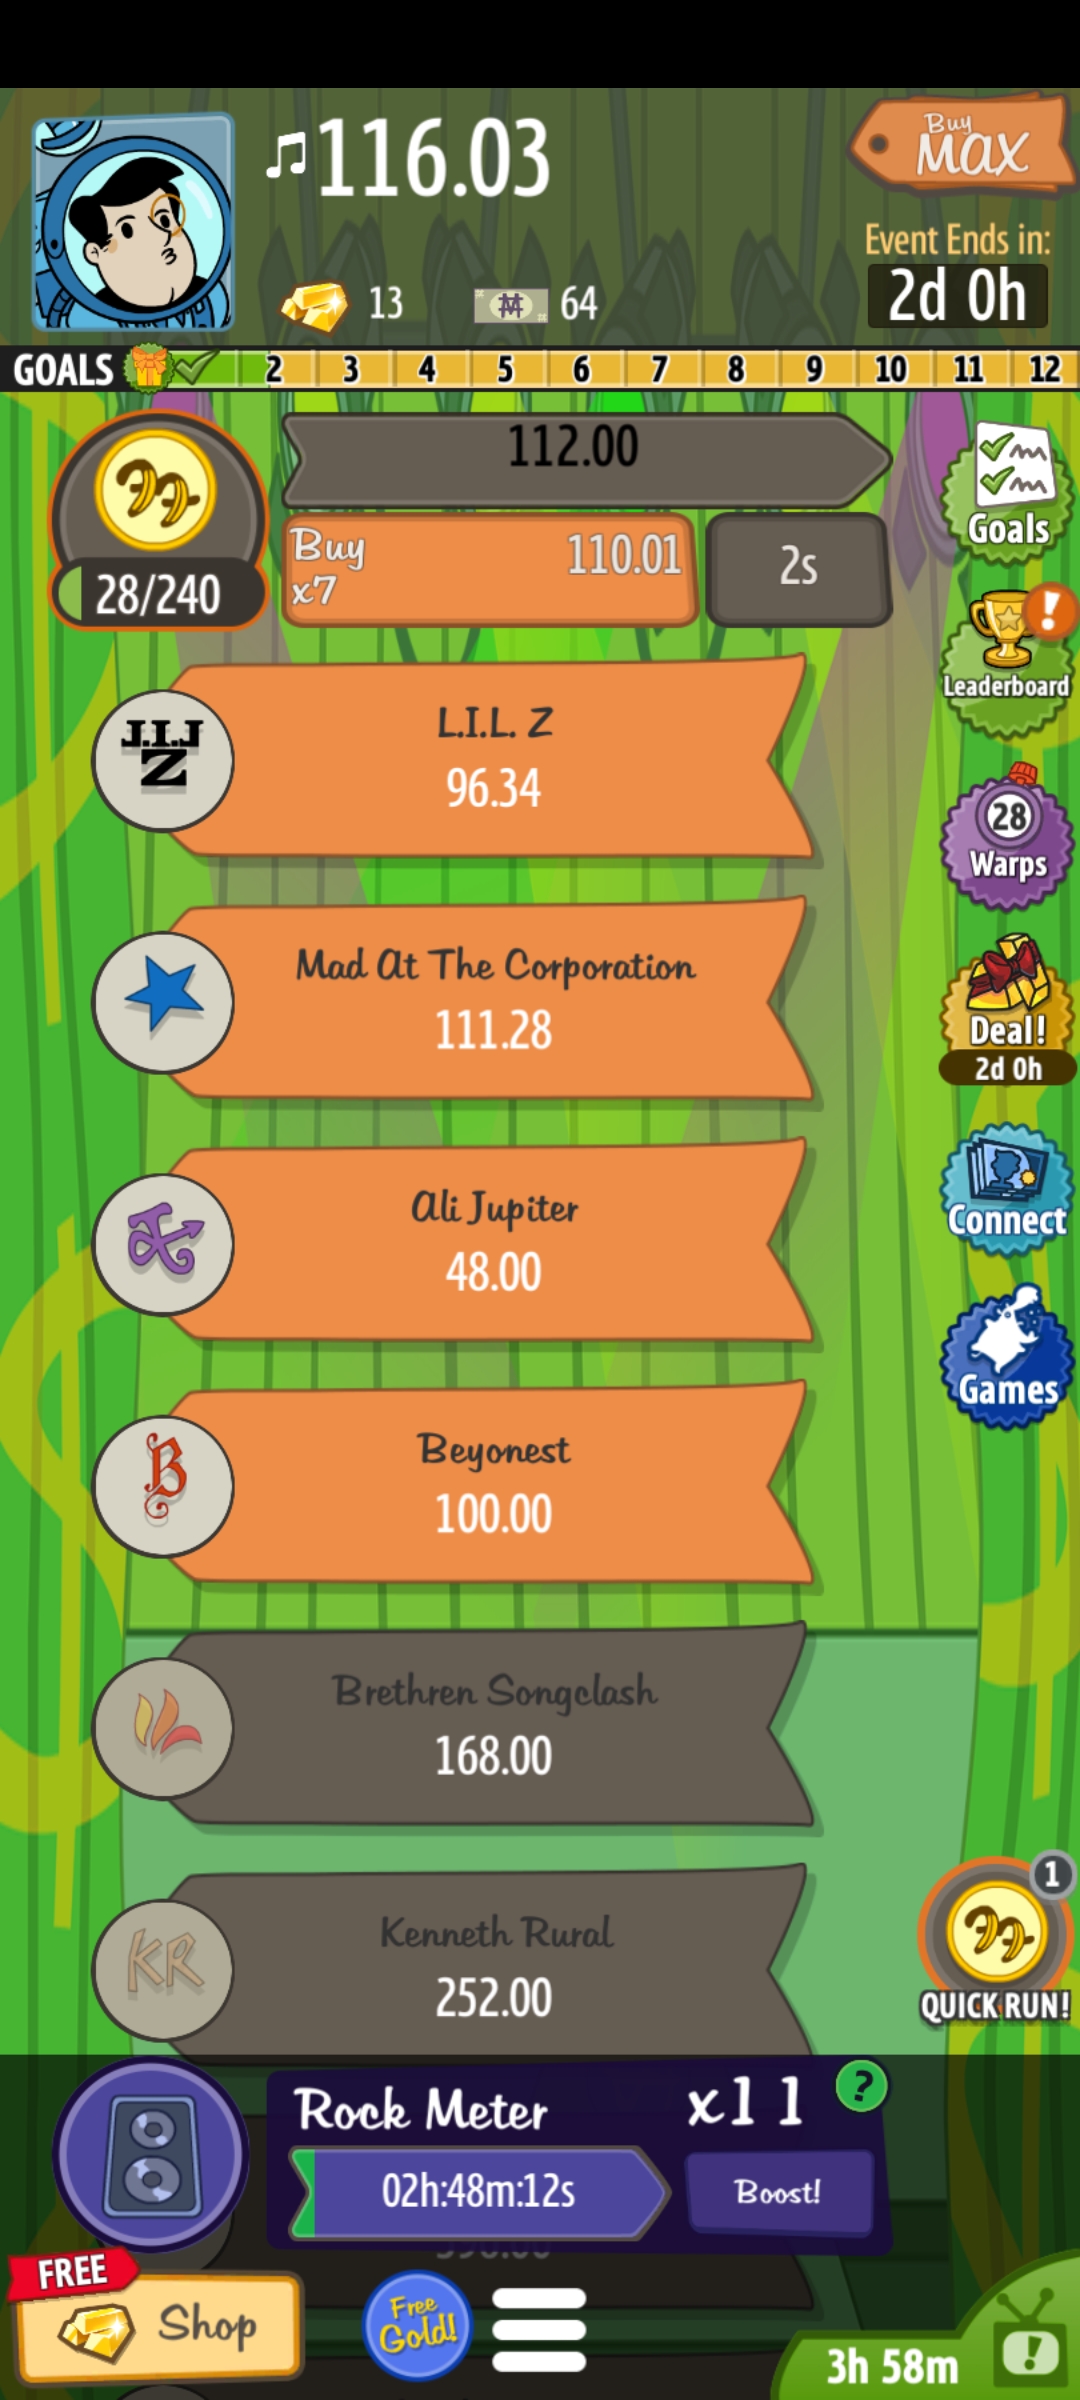 116.03
Buy
MAX
Event Ends in:
2d 0h
13
64
GOALS
2 3 4 5 6 7 8 9 10 11 12
112.00
28/240
Buy
x7
110.01
2s
Goals
Leaderboard
28
Warps
Deal!
2d 0h
Connect
Games
L.I.L.
Z
L.I.L. Z
96.34
Mad At The Corporation
111.28
Ali Jupiter
48.00
B
Beyonest
100.00
Brethren Songclash
168.00
KR
Kenneth Rural
252.00
1
QUICK RUN!
Rock Meter
x11
?
02h:48m:12s
Boost!
FREE
Shop
Free
Gold!
3h 58m
!